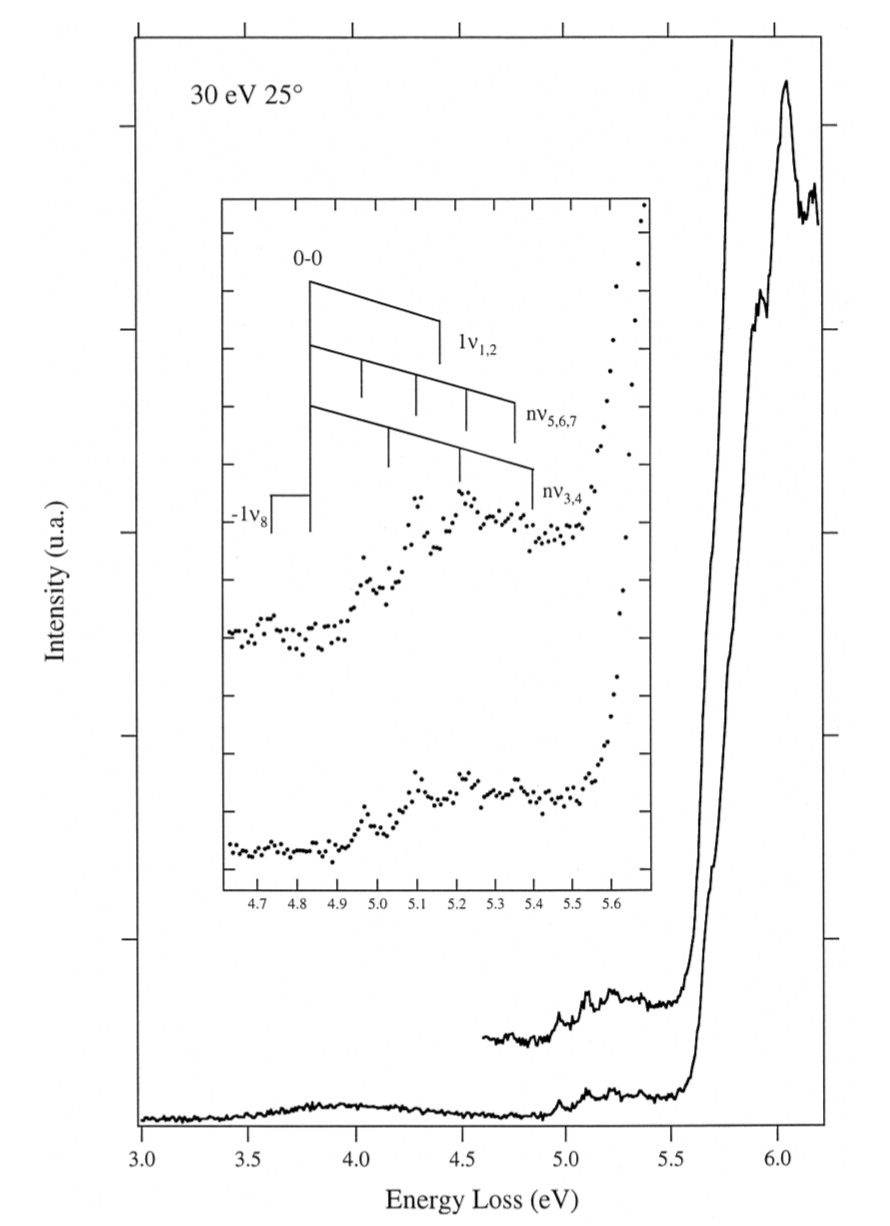 30 eV 25°
0-0
1ν1,2
nν5,6,7
nν3,4
-1ν8
4.7 4.8 4.9 5.0 5.1 5.2 5.3 5.4 5.5 5.6
Intensity (u.a.)
3.0 3.5 4.0 4.5 5.0 5.5 6.0
Energy Loss (eV)